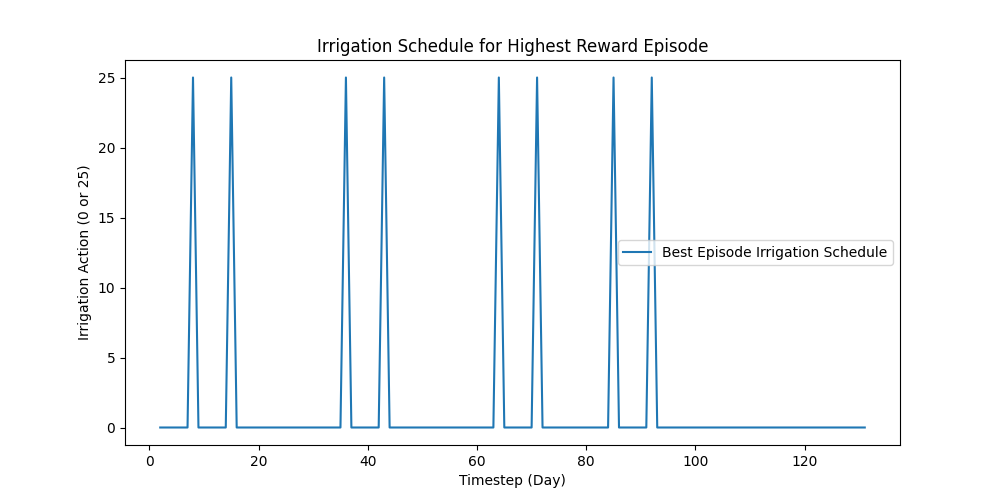 Irrigation Schedule for Highest Reward Episode
Irrigation Action (0 or 25)
25
20
15
10
5
0
Best Episode Irrigation Schedule
0 20 40 60 80 100 120
Timestep (Day)